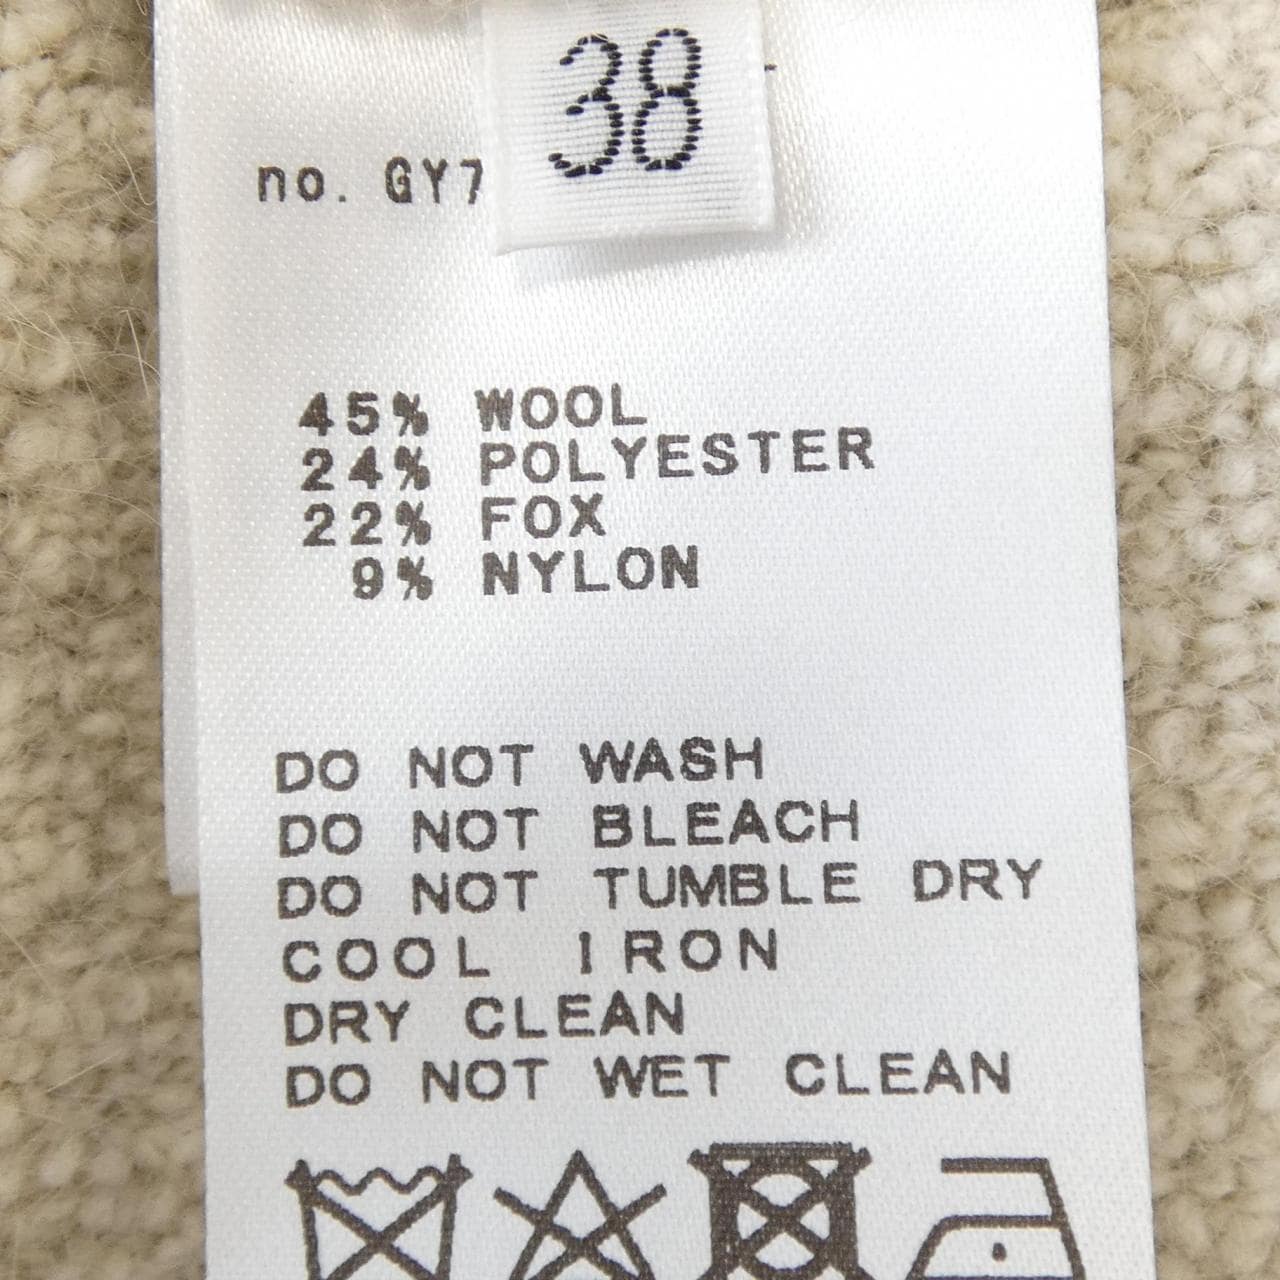 38
no. GY7
45% WOOL
24% POLYESTER
22% FOX
9% NYLON
DO NOT WASH
DO NOT BLEACH
DO NOT TUMBLE DRY
COOL IRON
DRY CLEAN
DO NOT WET CLEAN